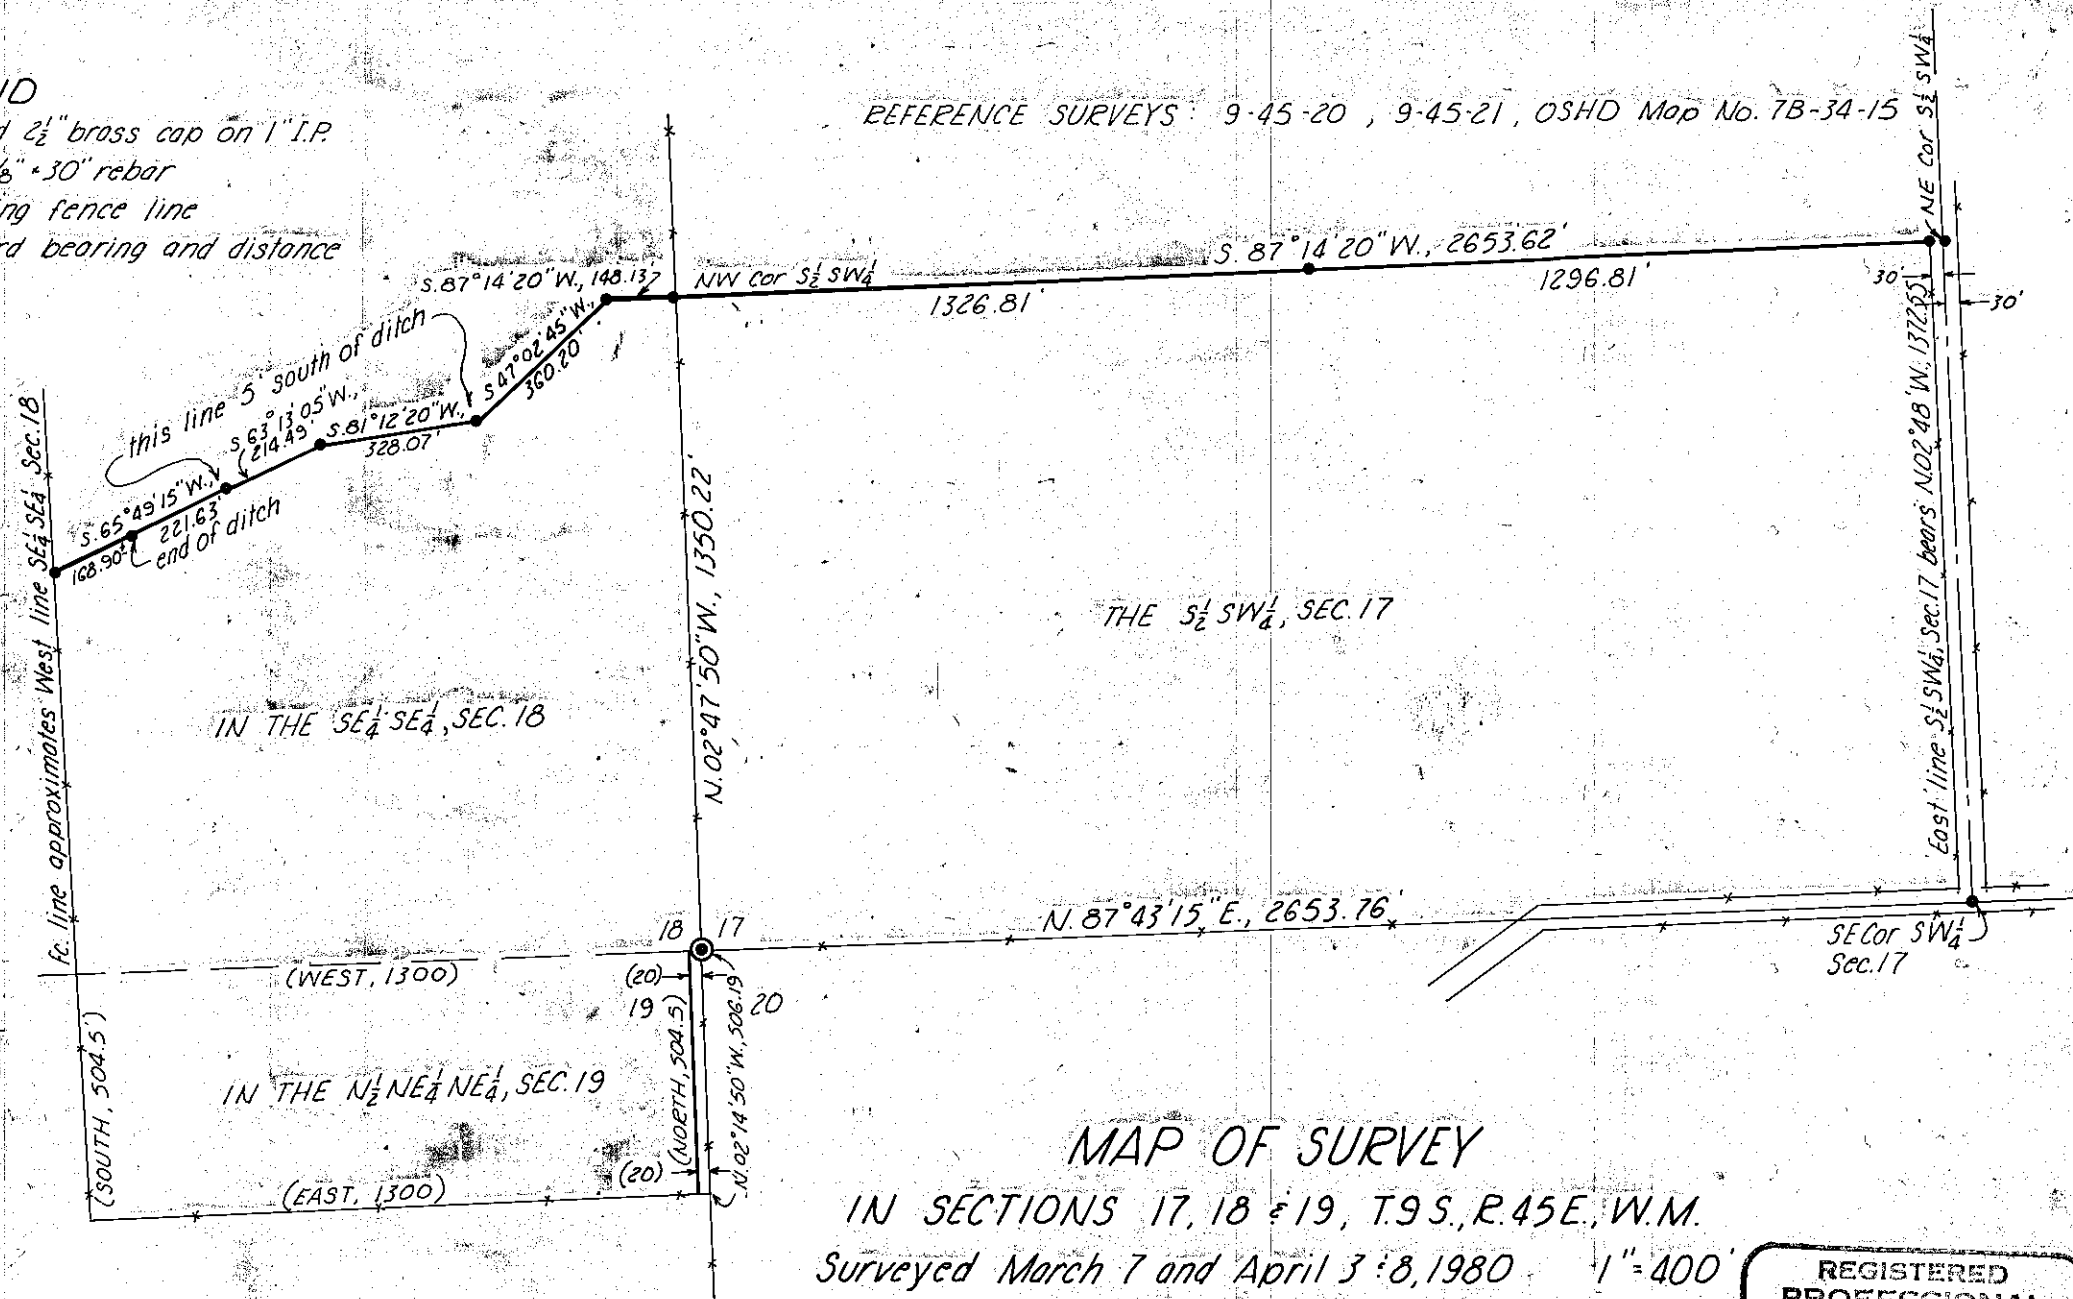 REFERENCE SURVEYS: 9-45-20, 9-45-21, OSHD Map No. 7B-34-15
2½" brass cap on 1" I.P.
30" rebar
fence line
bearing and distance
NE Cor S½ SW¼
S. 87°14'20"W., 2653.62'
S. 87°14'20"W., 148.13'
NW Cor S½ SW¼
1326.81'
1296.81'
30'
30'
this line 5' south of ditch
S. 47°02'45"W.,
360.20'
S. 81°12'20"W.,
328.07'
S. 63°13'05"W.,
214.49'
S. 65°49'15"W.,
221.63'
168.90'±
end of ditch
fc. line approximates West line SE¼ SE¼ Sec. 18
N. 02°47'50"W., 1350.22'
East line S½ SW¼, Sec. 17 bears N. 02°48'W., 1372.55'
THE S½ SW¼, SEC. 17
IN THE SE¼ SE¼, SEC. 18
18 17
N. 87°43'15"E., 2653.76'
SE Cor SW¼
Sec. 17
(WEST, 1300)
(20)
19 20
(SOUTH, 504.5')
(NORTH, 504.5)
N. 02°14'50"W., 506.19
IN THE N½ NE¼ NE¼, SEC. 19
(20)
(EAST, 1300)
MAP OF SURVEY
IN SECTIONS 17, 18 & 19, T.9 S., R.45 E., W.M.
Surveyed March 7 and April 3 & 8, 1980 1" = 400'
REGISTERED
PROFESSIONAL